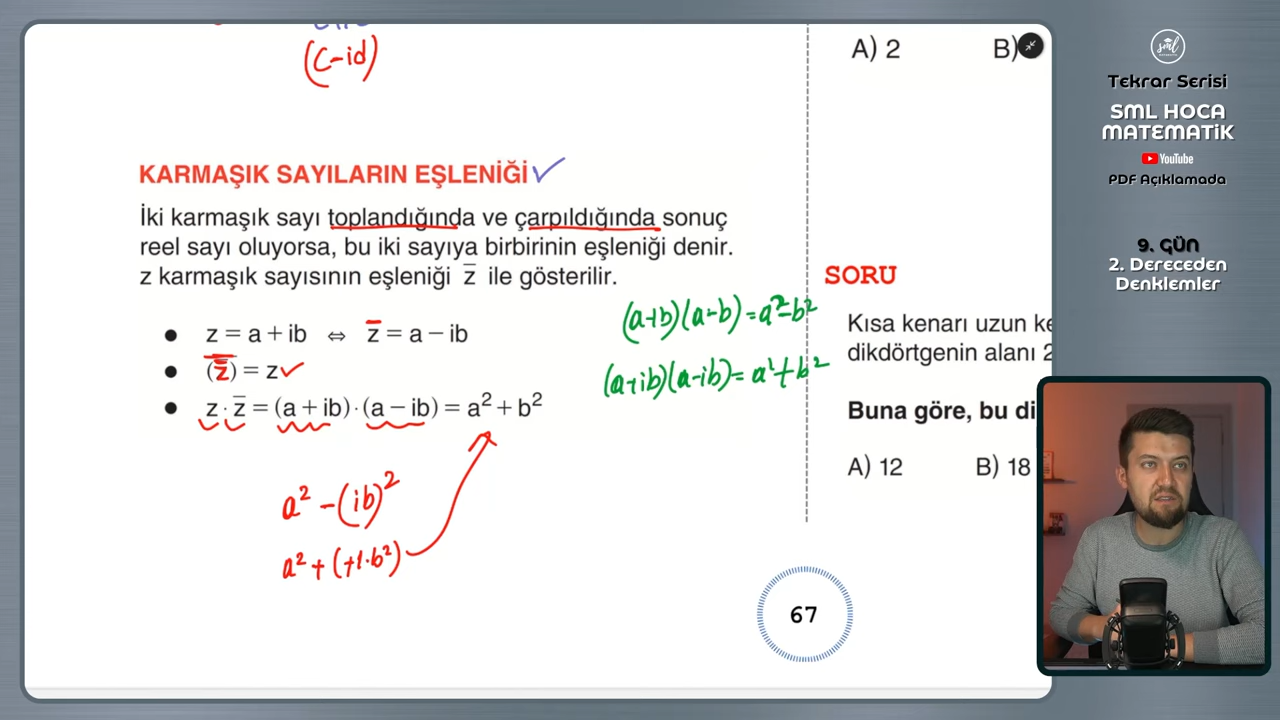 (c-id)
A) 2
B)
KARMAŞIK SAYILARIN EŞLENİĞİ ✓
İki karmaşık sayı toplandığında ve çarpıldığında sonuç
reel sayı oluyorsa, bu iki sayıya birbirinin eşleniği denir.
z karmaşık sayısının eşleniği z̅ ile gösterilir.
• z = a + ib ⇔ z̅ = a − ib
• (z̿) = z ✓
• z · z̅ = (a + ib) · (a − ib) = a² + b²
a² − (ib)²
a² + (+1·b²)
(a+b)(a-b) = a² - b²
(a+ib)(a-ib) = a² + b²
67
SORU
Kısa kenarı uzun ke
dikdörtgenin alanı 2
Buna göre, bu di
A) 12
B) 18
sml
Tekrar Serisi
SML HOCA
MATEMATİK
YouTube
PDF Açıklamada
9. GÜN
2. Dereceden
Denklemler